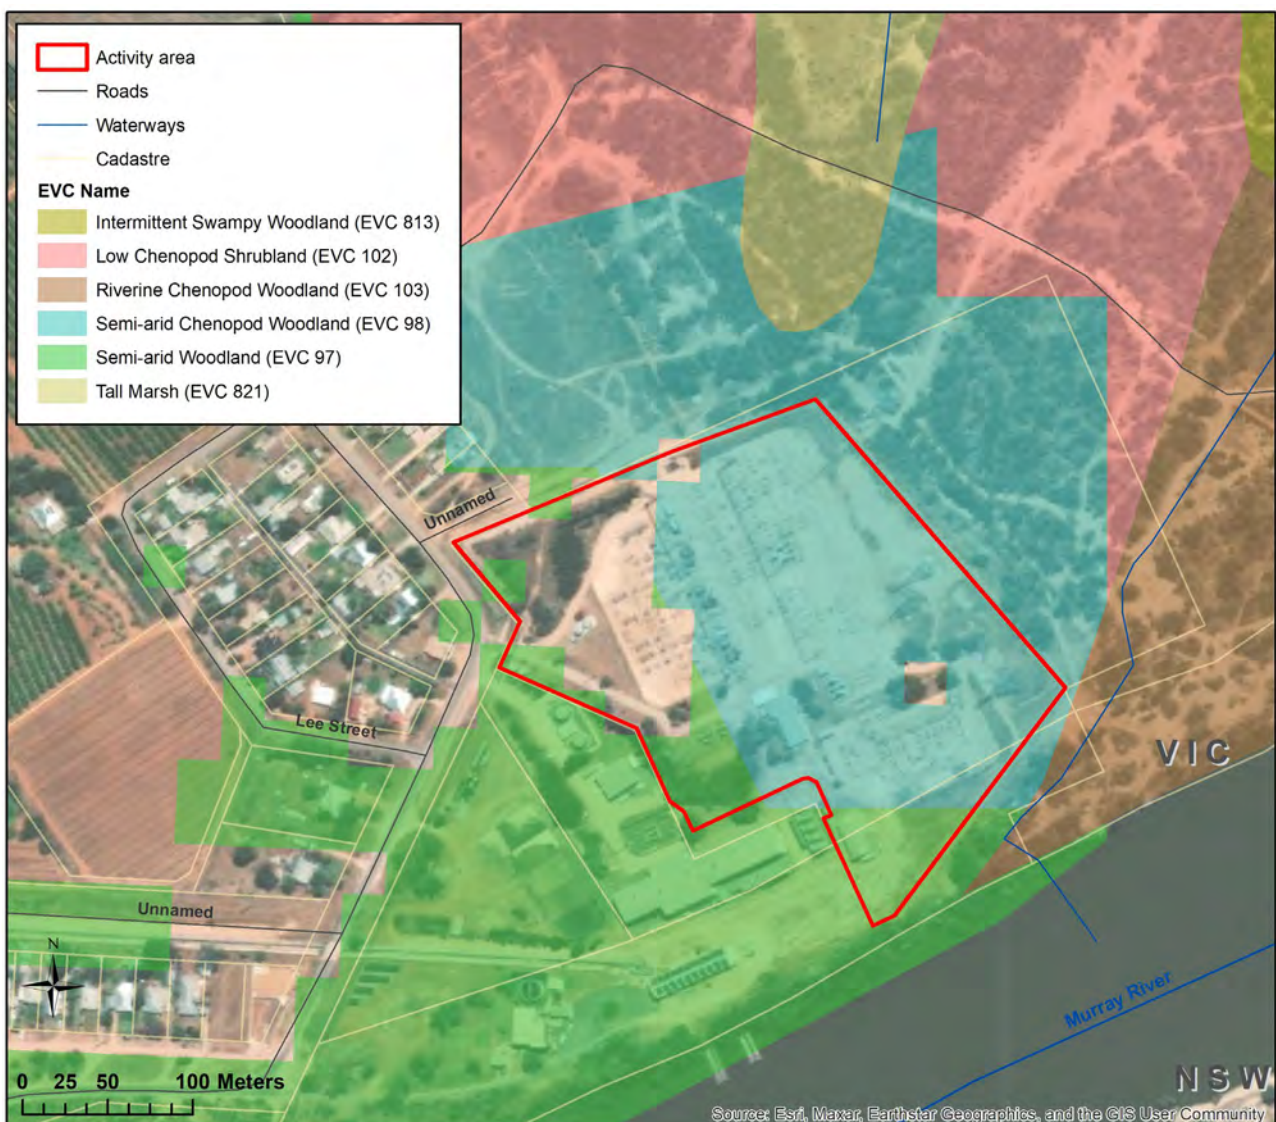 Activity area
Roads
Waterways
Cadastre
EVC Name
Intermittent Swampy Woodland (EVC 813)
Low Chenopod Shrubland (EVC 102)
Riverine Chenopod Woodland (EVC 103)
Semi-arid Chenopod Woodland (EVC 98)
Semi-arid Woodland (EVC 97)
Tall Marsh (EVC 821)
Unnamed
Lee Street
VIC
Unnamed
N
Murray River
NSW
0 25 50 100 Meters
Source: Esri, Maxar, Earthstar Geographics, and the GIS User Community